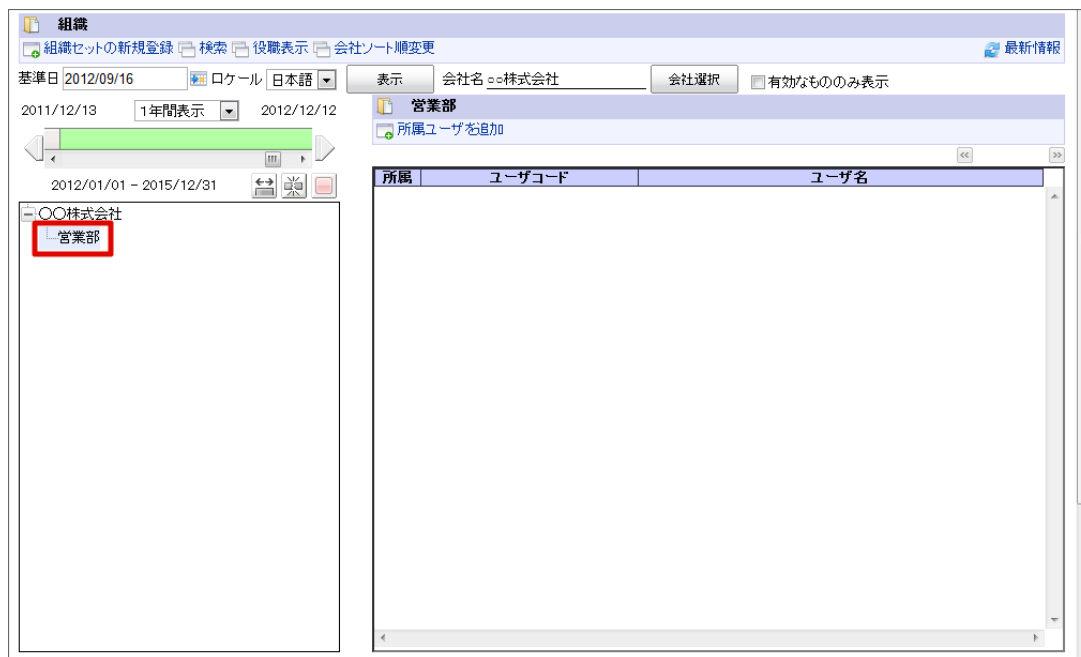 組織
組織セットの新規登録 検索 役職表示 会社ソート順変更 最新情報
基準日 2012/09/16 ロケール 日本語 表示 会社名 ○○株式会社 会社選択 有効なもののみ表示
2011/12/13 1年間表示 2012/12/12
営業部
所属ユーザを追加
2012/01/01 - 2015/12/31
所属 ユーザコード ユーザ名
〇〇株式会社
営業部